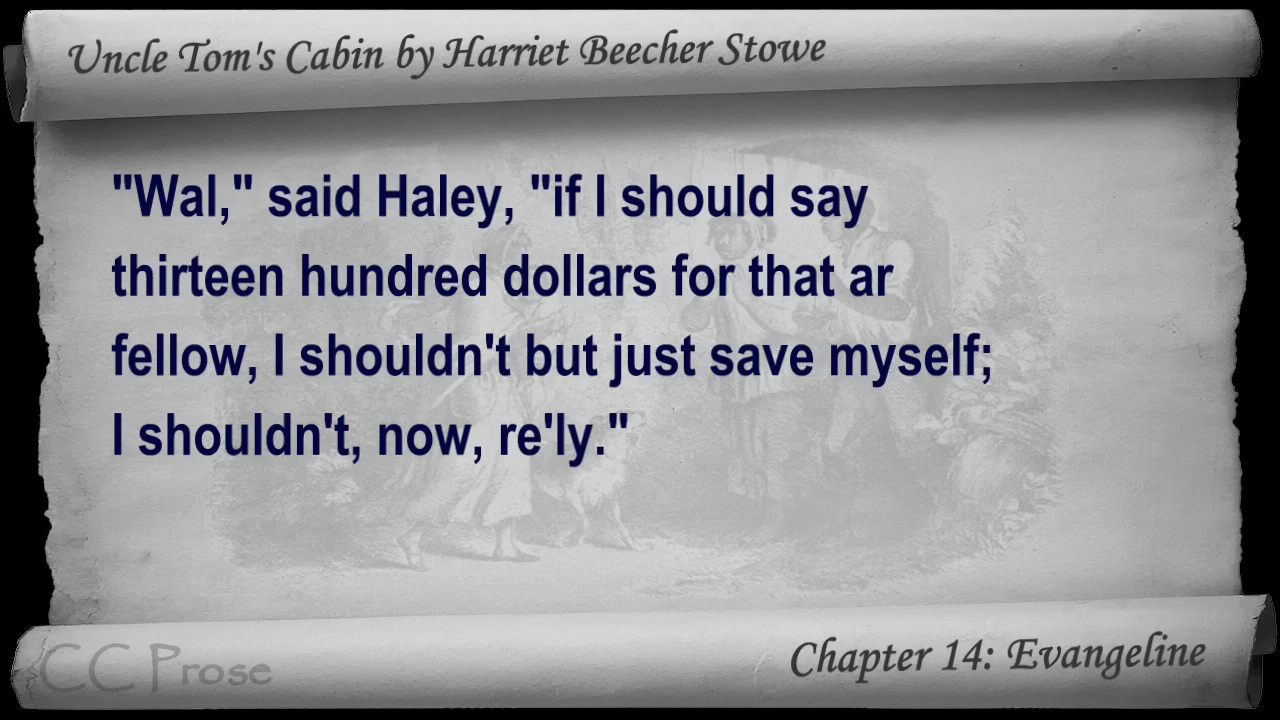 Uncle Tom's Cabin by Harriet Beecher Stowe
"Wal," said Haley, "if I should say
thirteen hundred dollars for that ar
fellow, I shouldn't but just save myself;
I shouldn't, now, re'ly."
CC Prose
Chapter 14: Evangeline